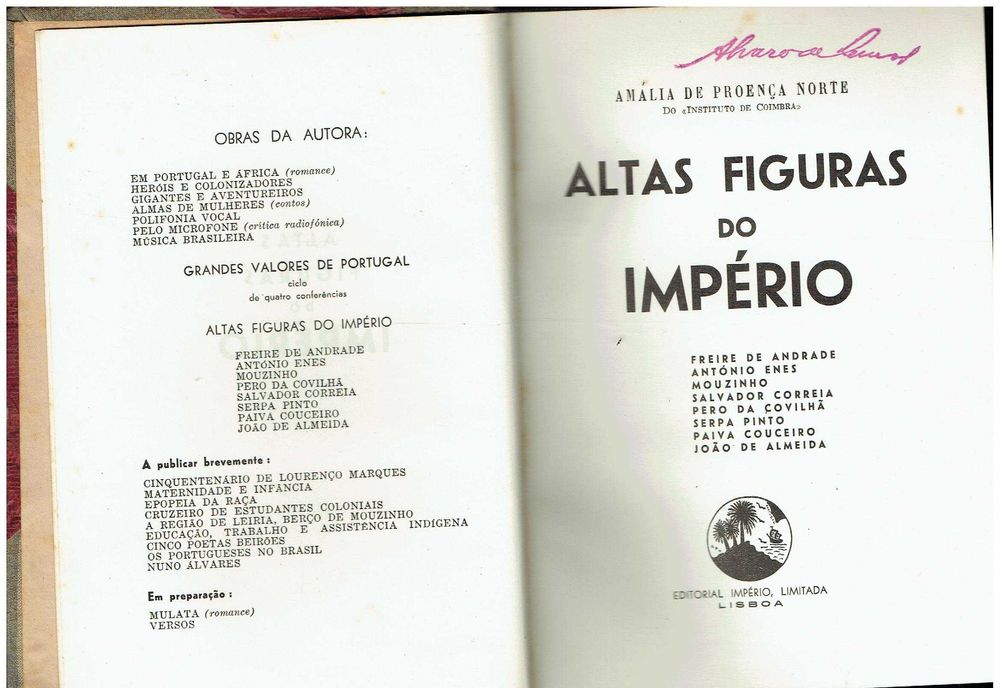 OBRAS DA AUTORA:
EM PORTUGAL E ÁFRICA (romance)
HERÓIS E COLONIZADORES
GIGANTES E AVENTUREIROS
ALMAS DE MULHERES (contos)
POLIFONIA VOCAL
PELO MICROFONE (crítica radiofónica)
MÚSICA BRASILEIRA
GRANDES VALORES DE PORTUGAL
ciclo
de quatro conferências
ALTAS FIGURAS DO IMPÉRIO
FREIRE DE ANDRADE
ANTÓNIO ENES
MOUZINHO
PERO DA COVILHÃ
SALVADOR CORREIA
SERPA PINTO
PAIVA COUCEIRO
JOÃO DE ALMEIDA
A publicar brevemente:
CINQUENTENÁRIO DE LOURENÇO MARQUES
MATERNIDADE E INFÂNCIA
EPOPEIA DA RAÇA
CRUZEIRO DE ESTUDANTES COLONIAIS
A REGIÃO DE LEIRIA, BERÇO DE MOUZINHO
EDUCAÇÃO, TRABALHO E ASSISTÊNCIA INDÍGENA
CINCO POETAS BEIRÕES
OS PORTUGUESES NO BRASIL
NUNO ÁLVARES
Em preparação:
MULATA (romance)
VERSOS
Alvaro de
AMÁLIA DE PROENÇA NORTE
DO «INSTITUTO DE COIMBRA»
ALTAS FIGURAS
DO
IMPÉRIO
FREIRE DE ANDRADE
ANTÓNIO ENES
MOUZINHO
SALVADOR CORREIA
PERO DA COVILHÃ
SERPA PINTO
PAIVA COUCEIRO
JOÃO DE ALMEIDA
EDITORIAL IMPÉRIO, LIMITADA
LISBOA